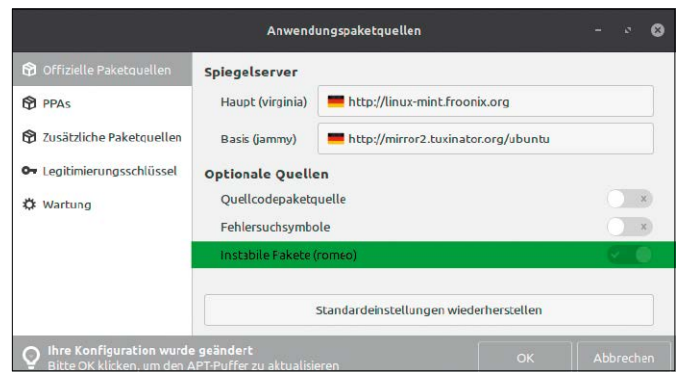 Anwendungspaketquellen
Offizielle Paketquellen
PPAs
Zusätzliche Paketquellen
Legitimierungsschlüssel
Wartung
Spiegelserver
Haupt (virginia) http://linux-mint.froonix.org
Basis (jammy) http://mirror2.tuxinator.org/ubuntu
Optionale Quellen
Quellcodepaketquelle
Fehlersuchsymbole
Instabile Pakete (romeo)
Standardeinstellungen wiederherstellen
Ihre Konfiguration wurde geändert
Bitte OK klicken, um den APT-Puffer zu aktualisieren
OK
Abbrechen